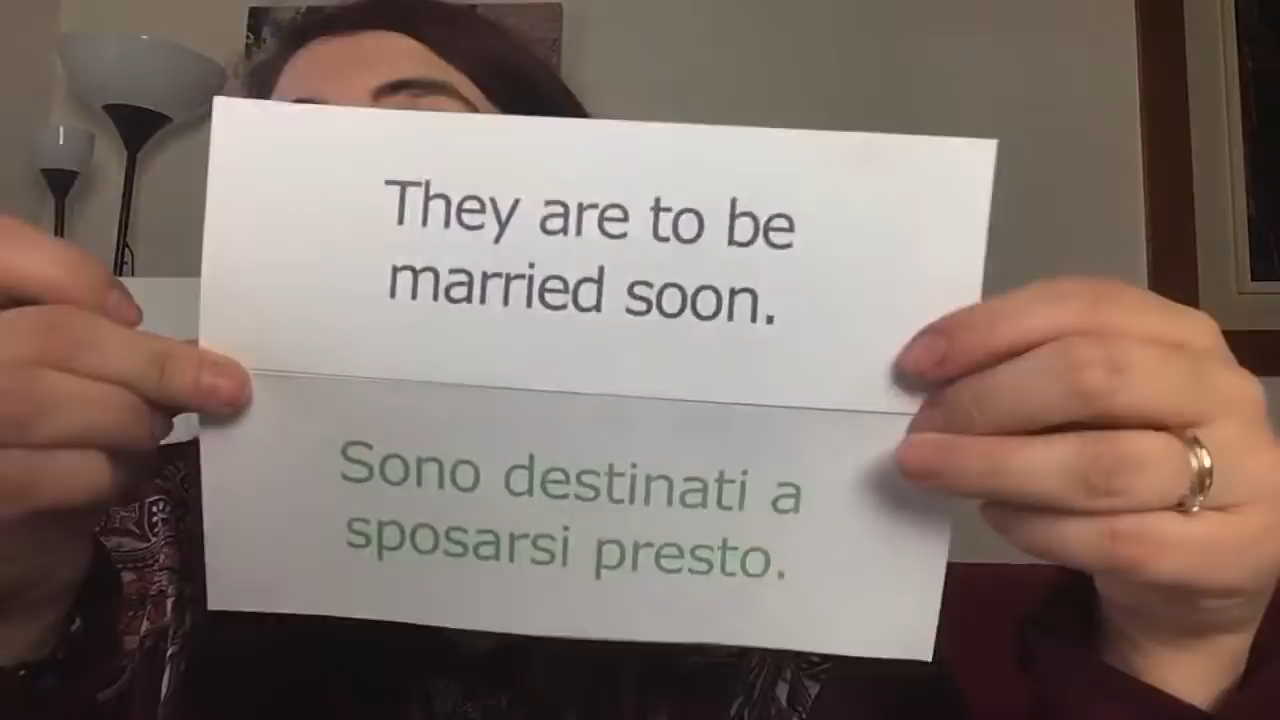 They are to be
married soon.
Sono destinati a
sposarsi presto.